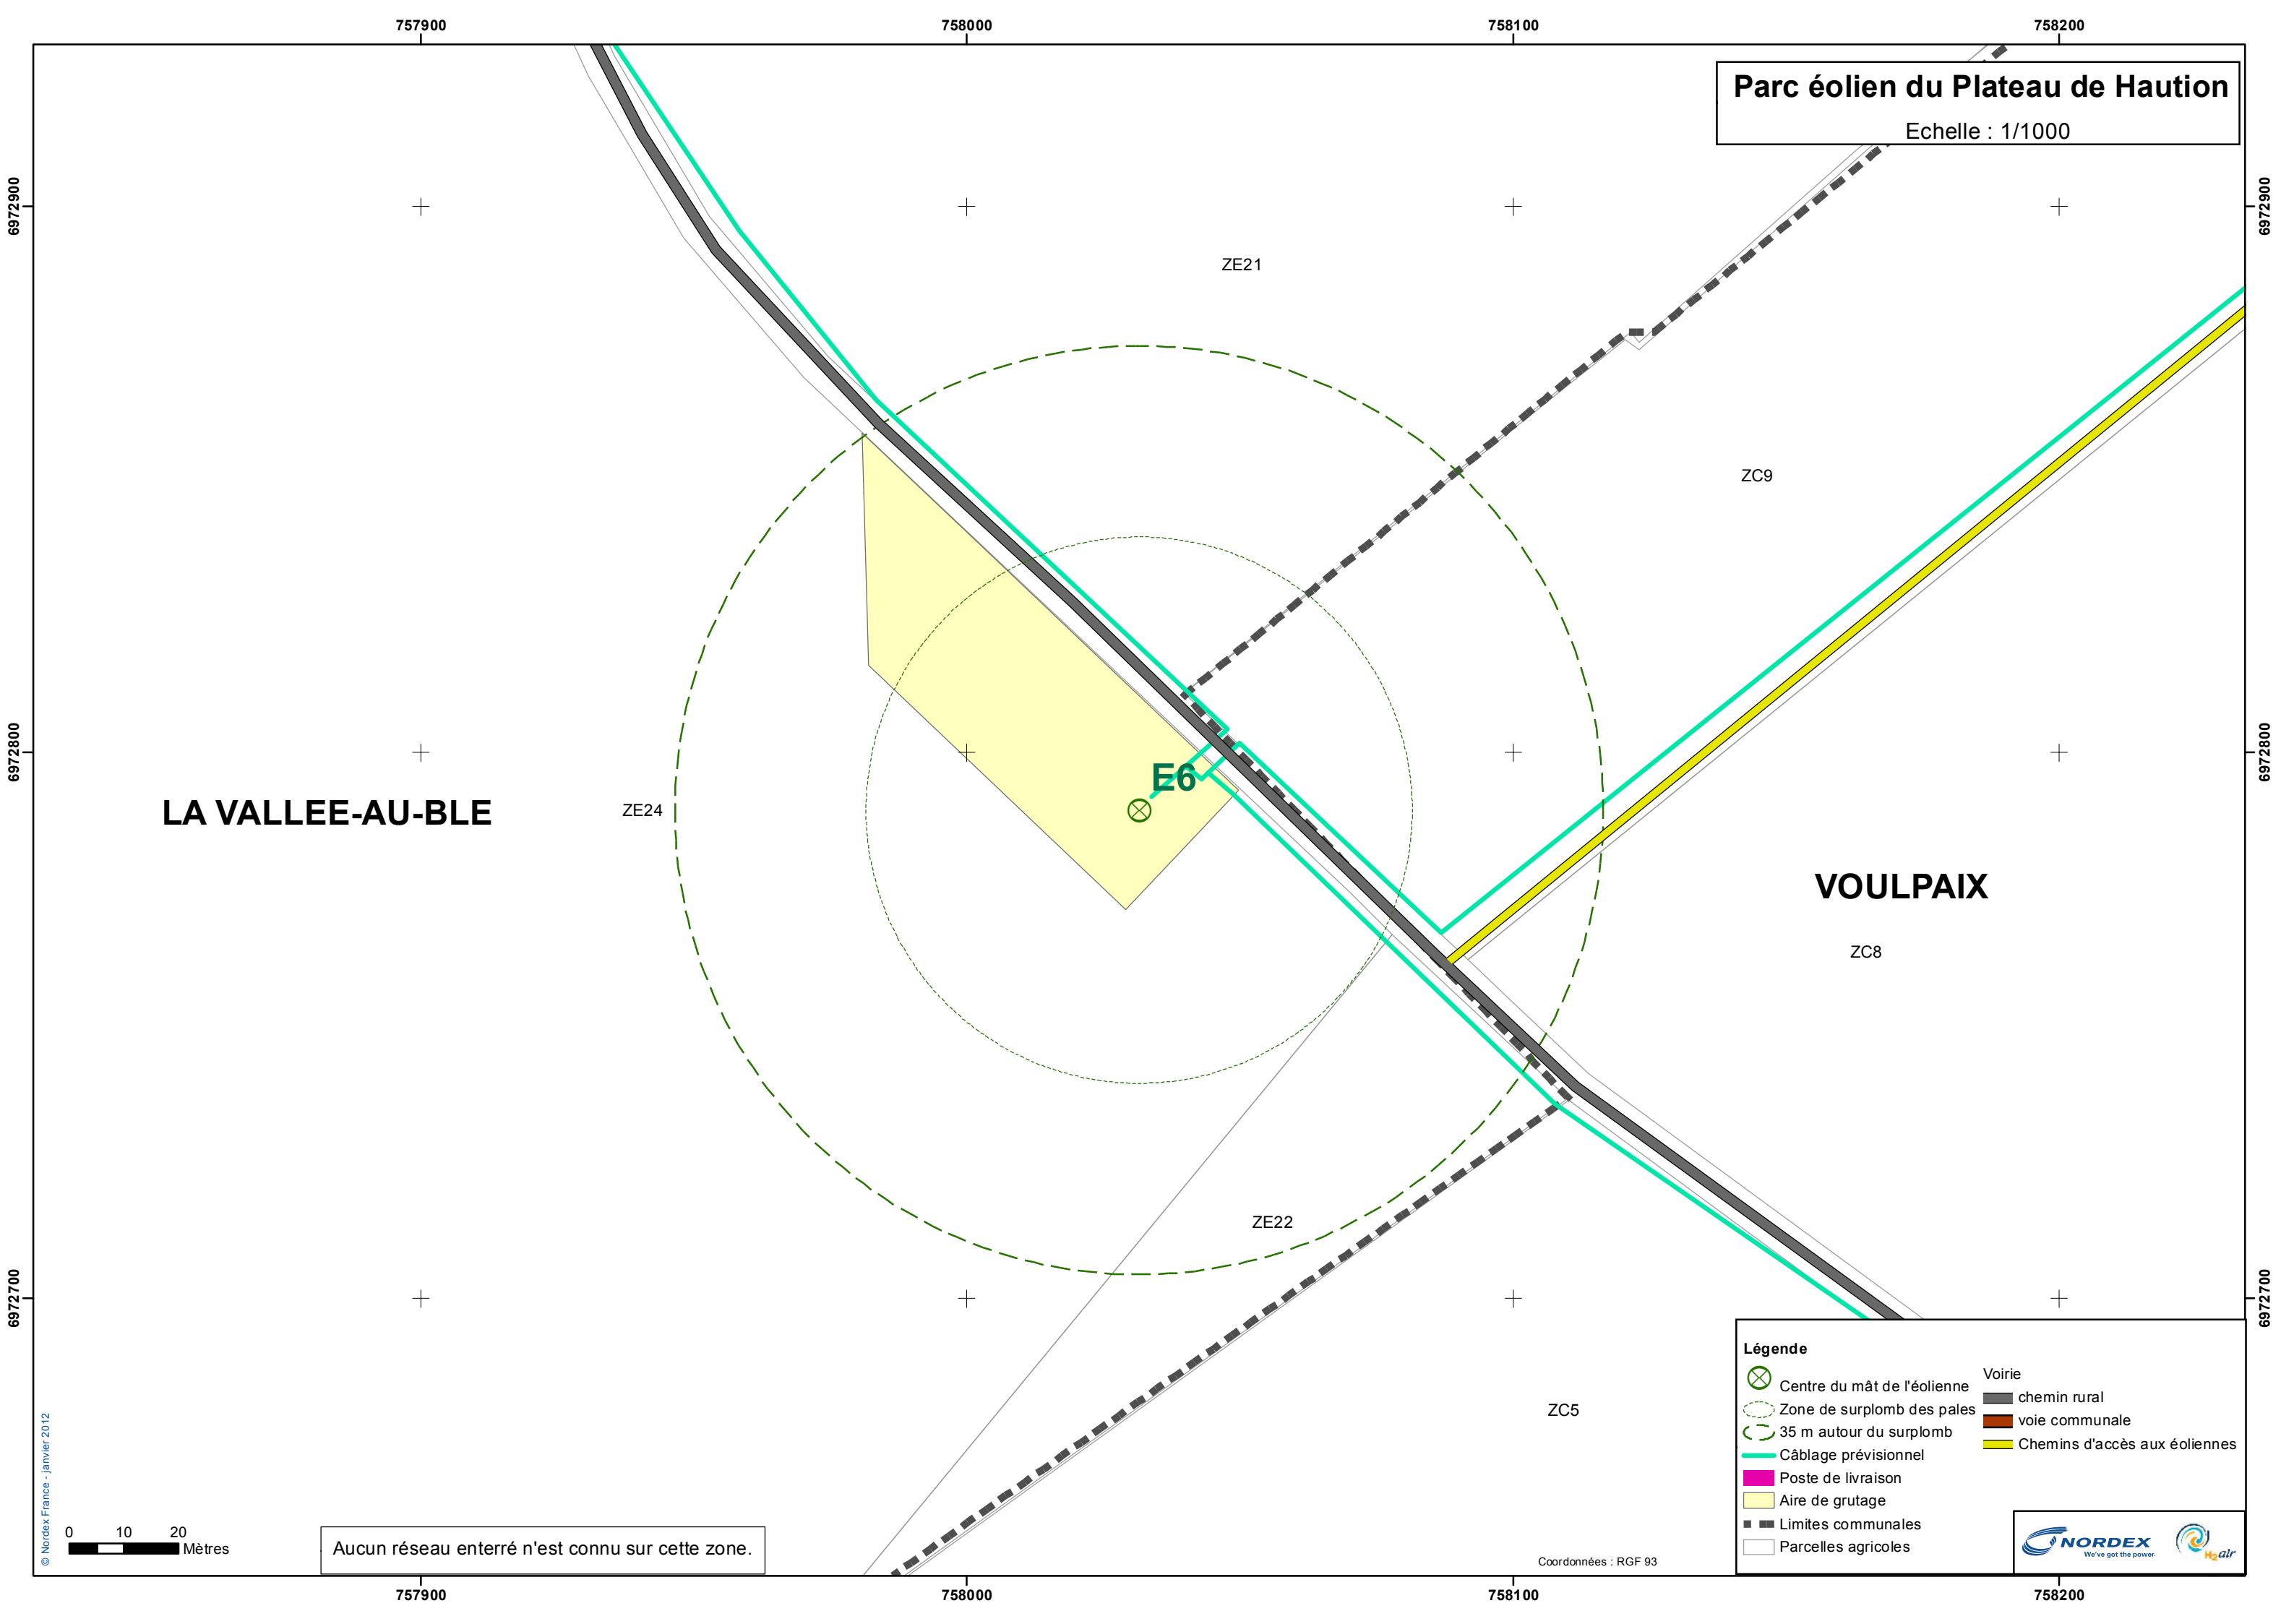 757900
758000
758100
758200
Parc éolien du Plateau de Haution
Echelle : 1/1000
6972900
6972900
ZE21
ZC9
6972800
6972800
E6
LA VALLEE-AU-BLE
ZE24
VOULPAIX
ZC8
ZE22
6972700
6972700
ZC5
Légende
Centre du mât de l'éolienne
Zone de surplomb des pales
35 m autour du surplomb
Câblage prévisionnel
Poste de livraison
Aire de grutage
Limites communales
Parcelles agricoles
Voirie
chemin rural
voie communale
Chemins d'accès aux éoliennes
NORDEX
We've got the power.
H2air
© Nordex France - janvier 2012
0 10 20
Mètres
Aucun réseau enterré n'est connu sur cette zone.
Coordonnées : RGF 93
757900
758000
758100
758200